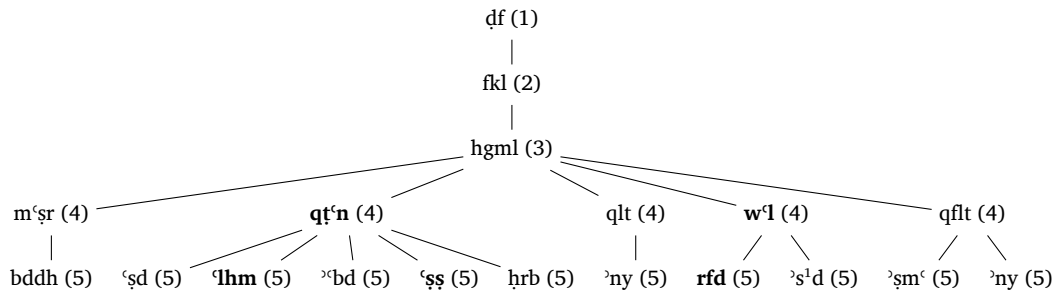 ḍf (1)
fkl (2)
hgml (3)
mʿṣr (4) qṭʿn (4) qlt (4) wʿl (4) qflt (4)
bddh (5) ʿṣd (5) ʿlhm (5) ʾʿbd (5) ʿṣṣ (5) ḥrb (5) ʾny (5) rfd (5) ʾs¹d (5) ʾṣmʿ (5) ʾny (5)